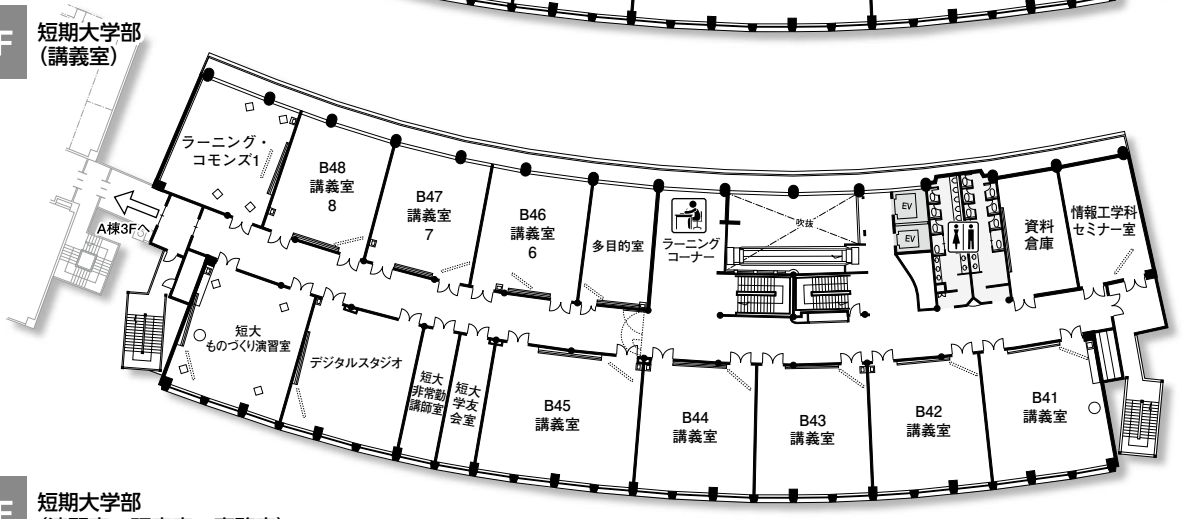 F
短期大学部
（講義室）
A棟3Fへ
ラーニング・
コモンズ1
B48
講義室
8
B47
講義室
7
B46
講義室
6
多目的室
ラーニング
コーナー
吹抜
EV
EV
資料
倉庫
情報工学科
セミナー室
短大
ものづくり演習室
デジタルスタジオ
短大
非常勤
講師室
短大
学友
会室
B45
講義室
B44
講義室
B43
講義室
B42
講義室
B41
講義室
F
短期大学部